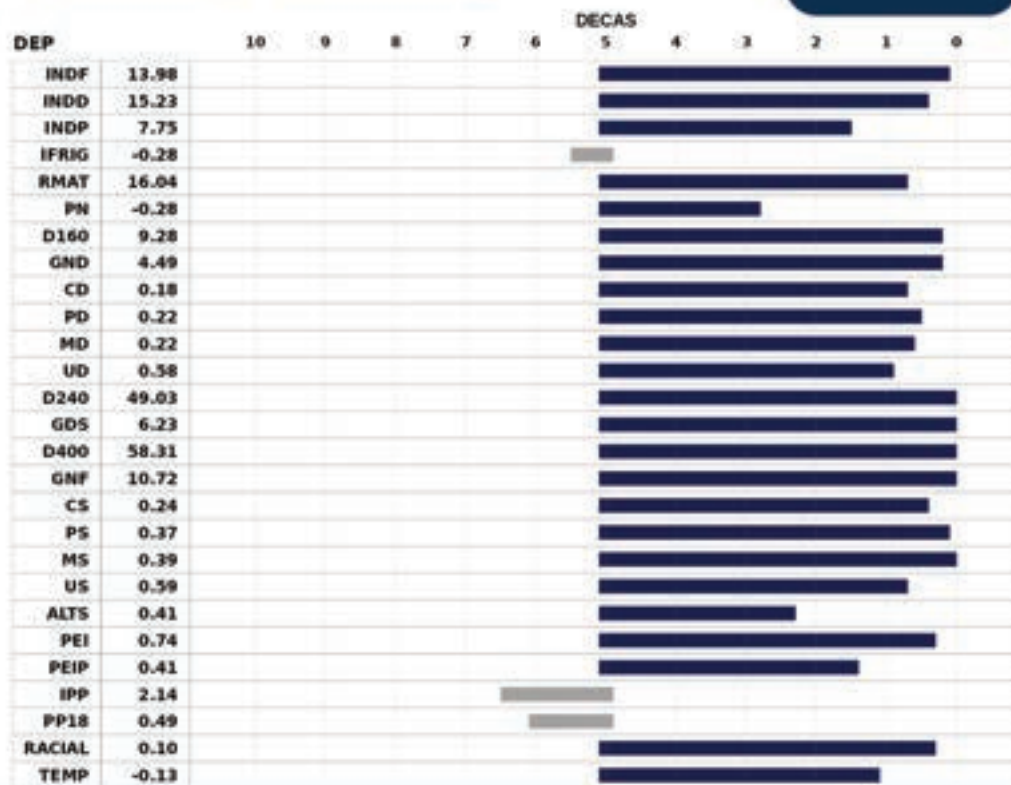 DECAS
DEP 10 9 8 7 6 5 4 3 2 1 0
INDF 13.98
INDD 15.23
INDP 7.75
IFRIG -0.28
RMAT 16.04
PN -0.28
D160 9.28
GND 4.49
CD 0.18
PD 0.22
MD 0.22
UD 0.58
D240 49.03
GDS 6.23
D400 58.31
GNF 10.72
CS 0.24
PS 0.37
MS 0.39
US 0.59
ALTS 0.41
PEI 0.74
PEIP 0.41
IPP 2.14
PP18 0.49
RACIAL 0.10
TEMP -0.13